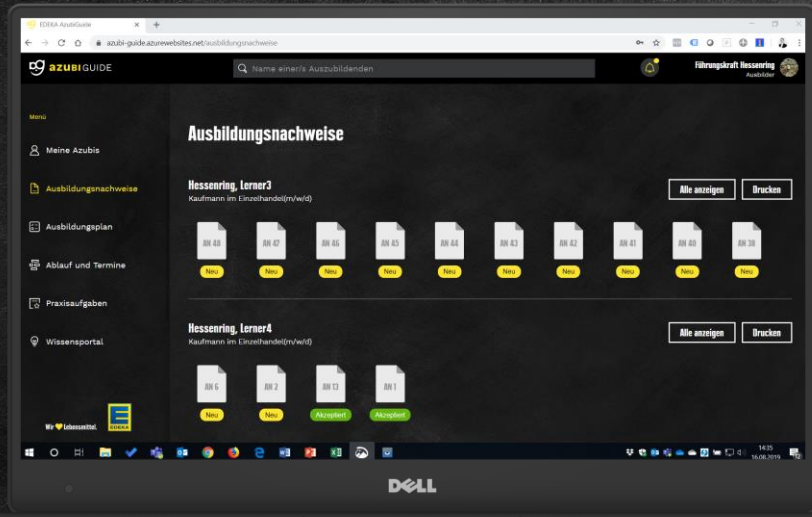 EDEKA AzubiGuide
azubi-guide.azurewebsites.net/ausbildungsnachweise
AZUBIGUIDE
Name einer/s Auszubildenden
Führungskraft Hessenring
Ausbilder
Menü
Meine Azubis
Ausbildungsnachweise
Ausbildungsplan
Ablauf und Termine
Praxisaufgaben
Wissensportal
Wir Lebensmittel.
EDEKA
Ausbildungsnachweise
Hessenring, Lerner3
Kaufmann im Einzelhandel(m/w/d)
Alle anzeigen Drucken
AN 48 AN 47 AN 46 AN 45 AN 44 AN 43 AN 42 AN 41 AN 40 AN 38
Neu Neu Neu Neu Neu Neu Neu Neu Neu Neu
Hessenring, Lerner4
Kaufmann im Einzelhandel(m/w/d)
Alle anzeigen Drucken
AN 6 AN 2 AN 13 AN 1
Neu Neu Akzeptiert Akzeptiert
14:35
16.08.2019
DELL